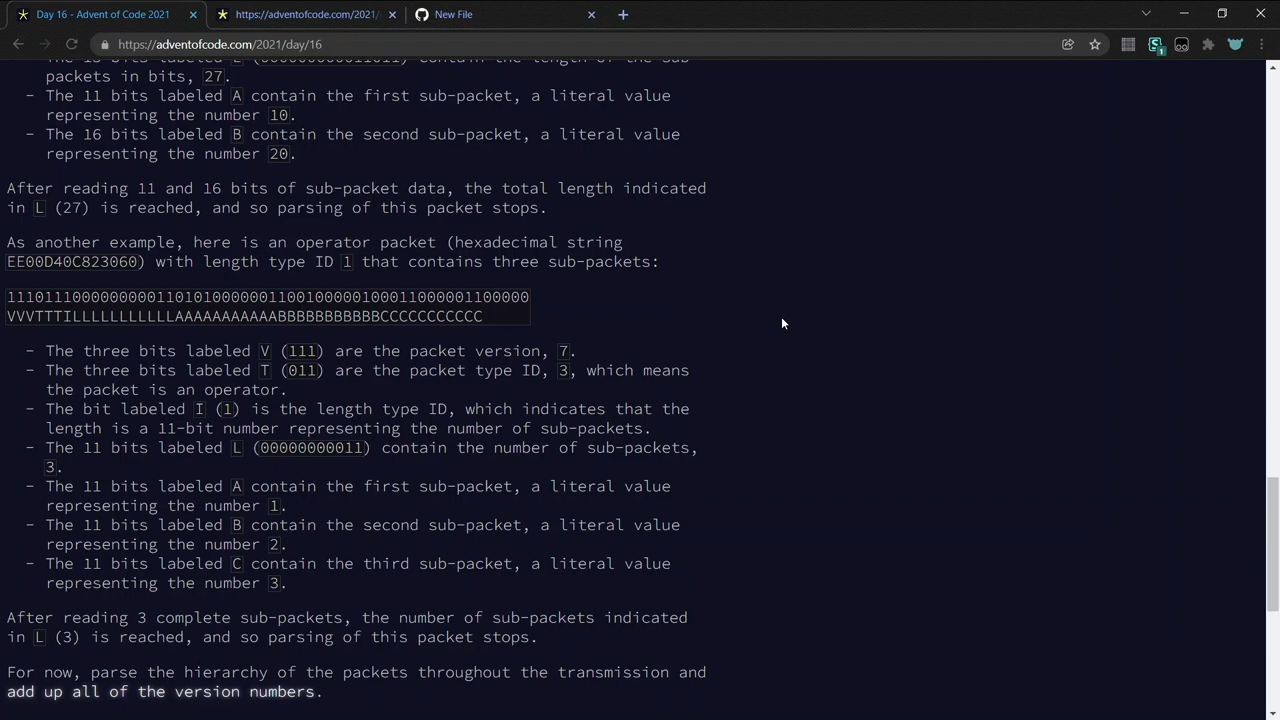 Day 16 - Advent of Code 2021
https://adventofcode.com/2021/
New File
https://adventofcode.com/2021/day/16
1
packets in bits, 27.
- The 11 bits labeled A contain the first sub-packet, a literal value
representing the number 10.
- The 16 bits labeled B contain the second sub-packet, a literal value
representing the number 20.
After reading 11 and 16 bits of sub-packet data, the total length indicated
in L (27) is reached, and so parsing of this packet stops.
As another example, here is an operator packet (hexadecimal string
EE00D40C823060) with length type ID 1 that contains three sub-packets:
11101110000000001101010000001100100000100011000001100000
VVVTTTILLLLLLLLLLLAAAAAAAAAAABBBBBBBBBBBCCCCCCCCCCC
- The three bits labeled V (111) are the packet version, 7.
- The three bits labeled T (011) are the packet type ID, 3, which means
the packet is an operator.
- The bit labeled I (1) is the length type ID, which indicates that the
length is a 11-bit number representing the number of sub-packets.
- The 11 bits labeled L (00000000011) contain the number of sub-packets,
3.
- The 11 bits labeled A contain the first sub-packet, a literal value
representing the number 1.
- The 11 bits labeled B contain the second sub-packet, a literal value
representing the number 2.
- The 11 bits labeled C contain the third sub-packet, a literal value
representing the number 3.
After reading 3 complete sub-packets, the number of sub-packets indicated
in L (3) is reached, and so parsing of this packet stops.
For now, parse the hierarchy of the packets throughout the transmission and
add up all of the version numbers.